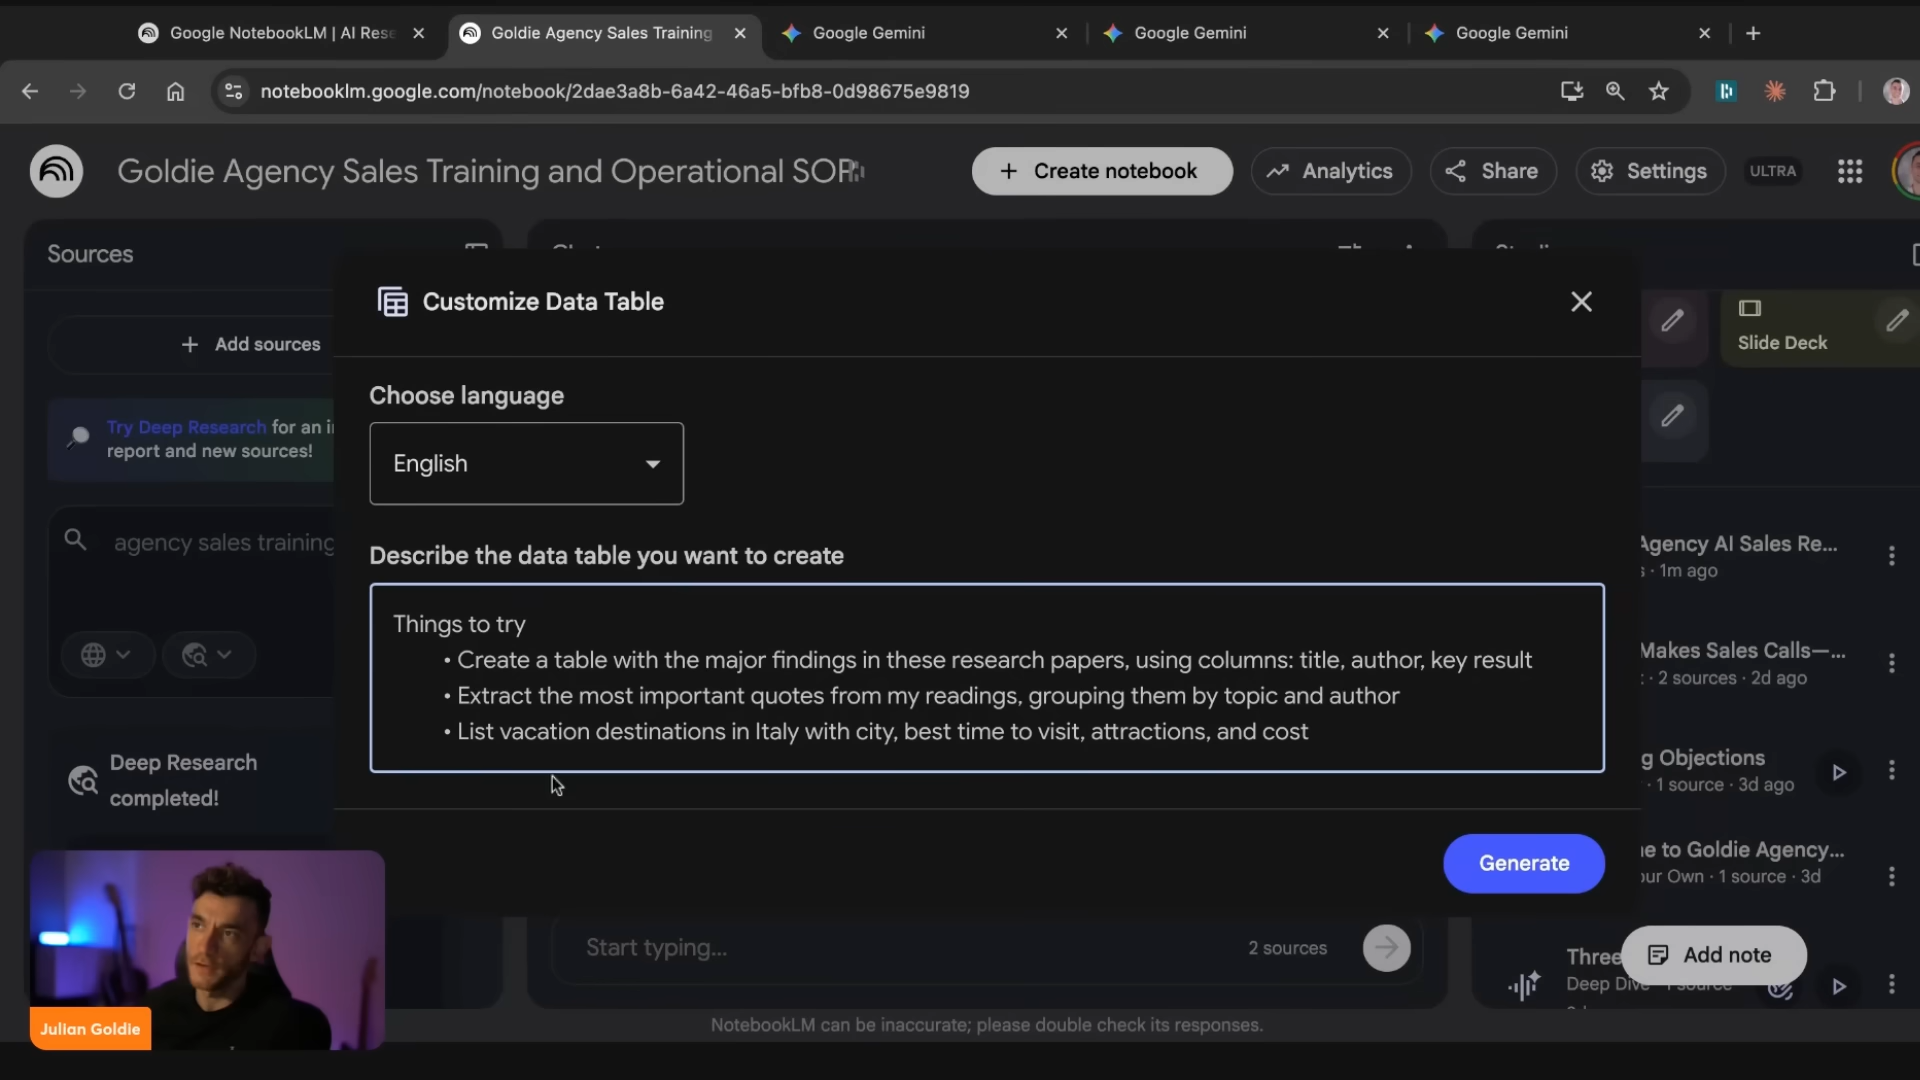 Google NotebookLM | AI Rese
Goldie Agency Sales Training
Google Gemini
Google Gemini
Google Gemini
notebooklm.google.com/notebook/2dae3a8b-6a42-46a5-bfb8-0d98675e9819
Goldie Agency Sales Training and Operational SOP
Create notebook
Analytics
Share
Settings
ULTRA
Sources
Customize Data Table
Add sources
Slide Deck
Choose language
Try Deep Research for an i
report and new sources!
English
agency sales training
Describe the data table you want to create
Agency AI Sales Re...
s · 1m ago
Things to try
• Create a table with the major findings in these research papers, using columns: title, author, key result
• Extract the most important quotes from my readings, grouping them by topic and author
• List vacation destinations in Italy with city, best time to visit, attractions, and cost
Makes Sales Calls—...
· 2 sources · 2d ago
Deep Research
completed!
g Objections
· 1 source · 3d ago
Generate
e to Goldie Agency...
our Own · 1 source · 3d
Start typing...
2 sources
Three
Deep Dive · 1 source
Add note
Julian Goldie
NotebookLM can be inaccurate; please double check its responses.